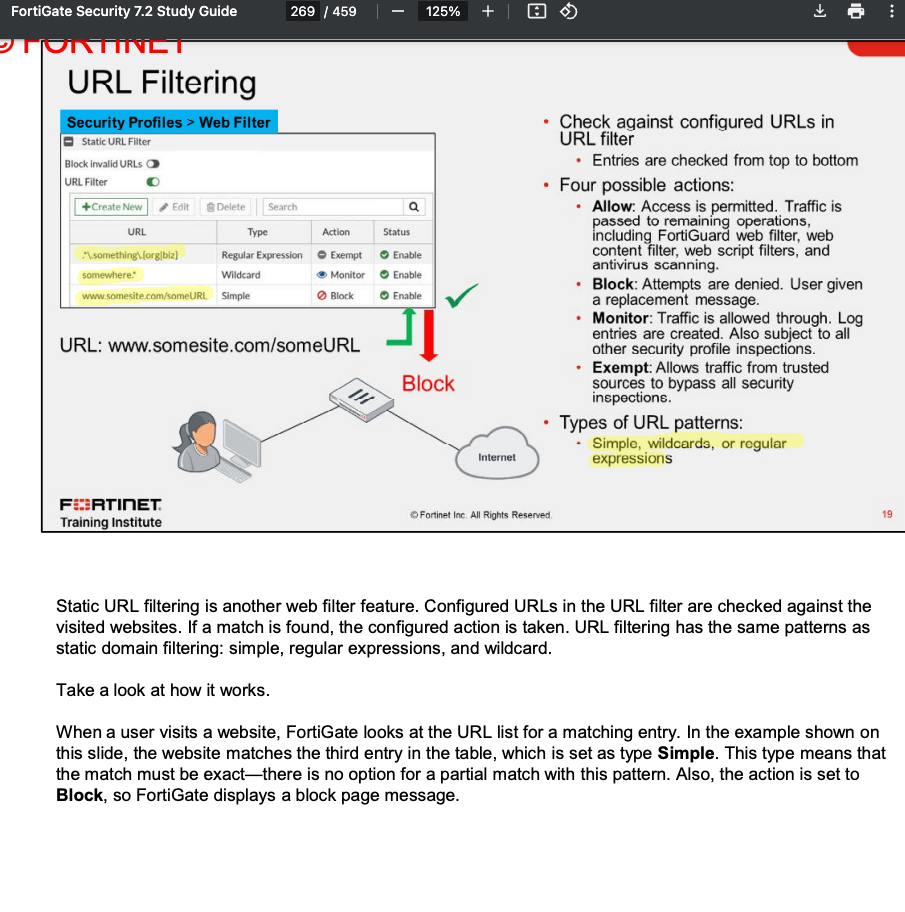 FortiGate Security 7.2 Study Guide
269 / 459
125%
© FORTINET
URL Filtering
Security Profiles > Web Filter
Static URL Filter
Block invalid URLs
URL Filter
+Create New Edit Delete Search
URL Type Action Status
.*\.something\.[org|biz} Regular Expression Exempt Enable
somewhere.* Wildcard Monitor Enable
www.somesite.com/someURL Simple Block Enable
URL: www.somesite.com/someURL
Block
Internet
• Check against configured URLs in
URL filter
• Entries are checked from top to bottom
• Four possible actions:
• Allow: Access is permitted. Traffic is
passed to remaining operations,
including FortiGuard web filter, web
content filter, web script filters, and
antivirus scanning.
• Block: Attempts are denied. User given
a replacement message.
• Monitor: Traffic is allowed through. Log
entries are created. Also subject to all
other security profile inspections.
• Exempt: Allows traffic from trusted
sources to bypass all security
inspections.
• Types of URL patterns:
• Simple, wildcards, or regular
expressions
FORTINET
Training Institute
© Fortinet Inc. All Rights Reserved.
19
Static URL filtering is another web filter feature. Configured URLs in the URL filter are checked against the
visited websites. If a match is found, the configured action is taken. URL filtering has the same patterns as
static domain filtering: simple, regular expressions, and wildcard.
Take a look at how it works.
When a user visits a website, FortiGate looks at the URL list for a matching entry. In the example shown on
this slide, the website matches the third entry in the table, which is set as type Simple. This type means that
the match must be exact—there is no option for a partial match with this pattern. Also, the action is set to
Block, so FortiGate displays a block page message.